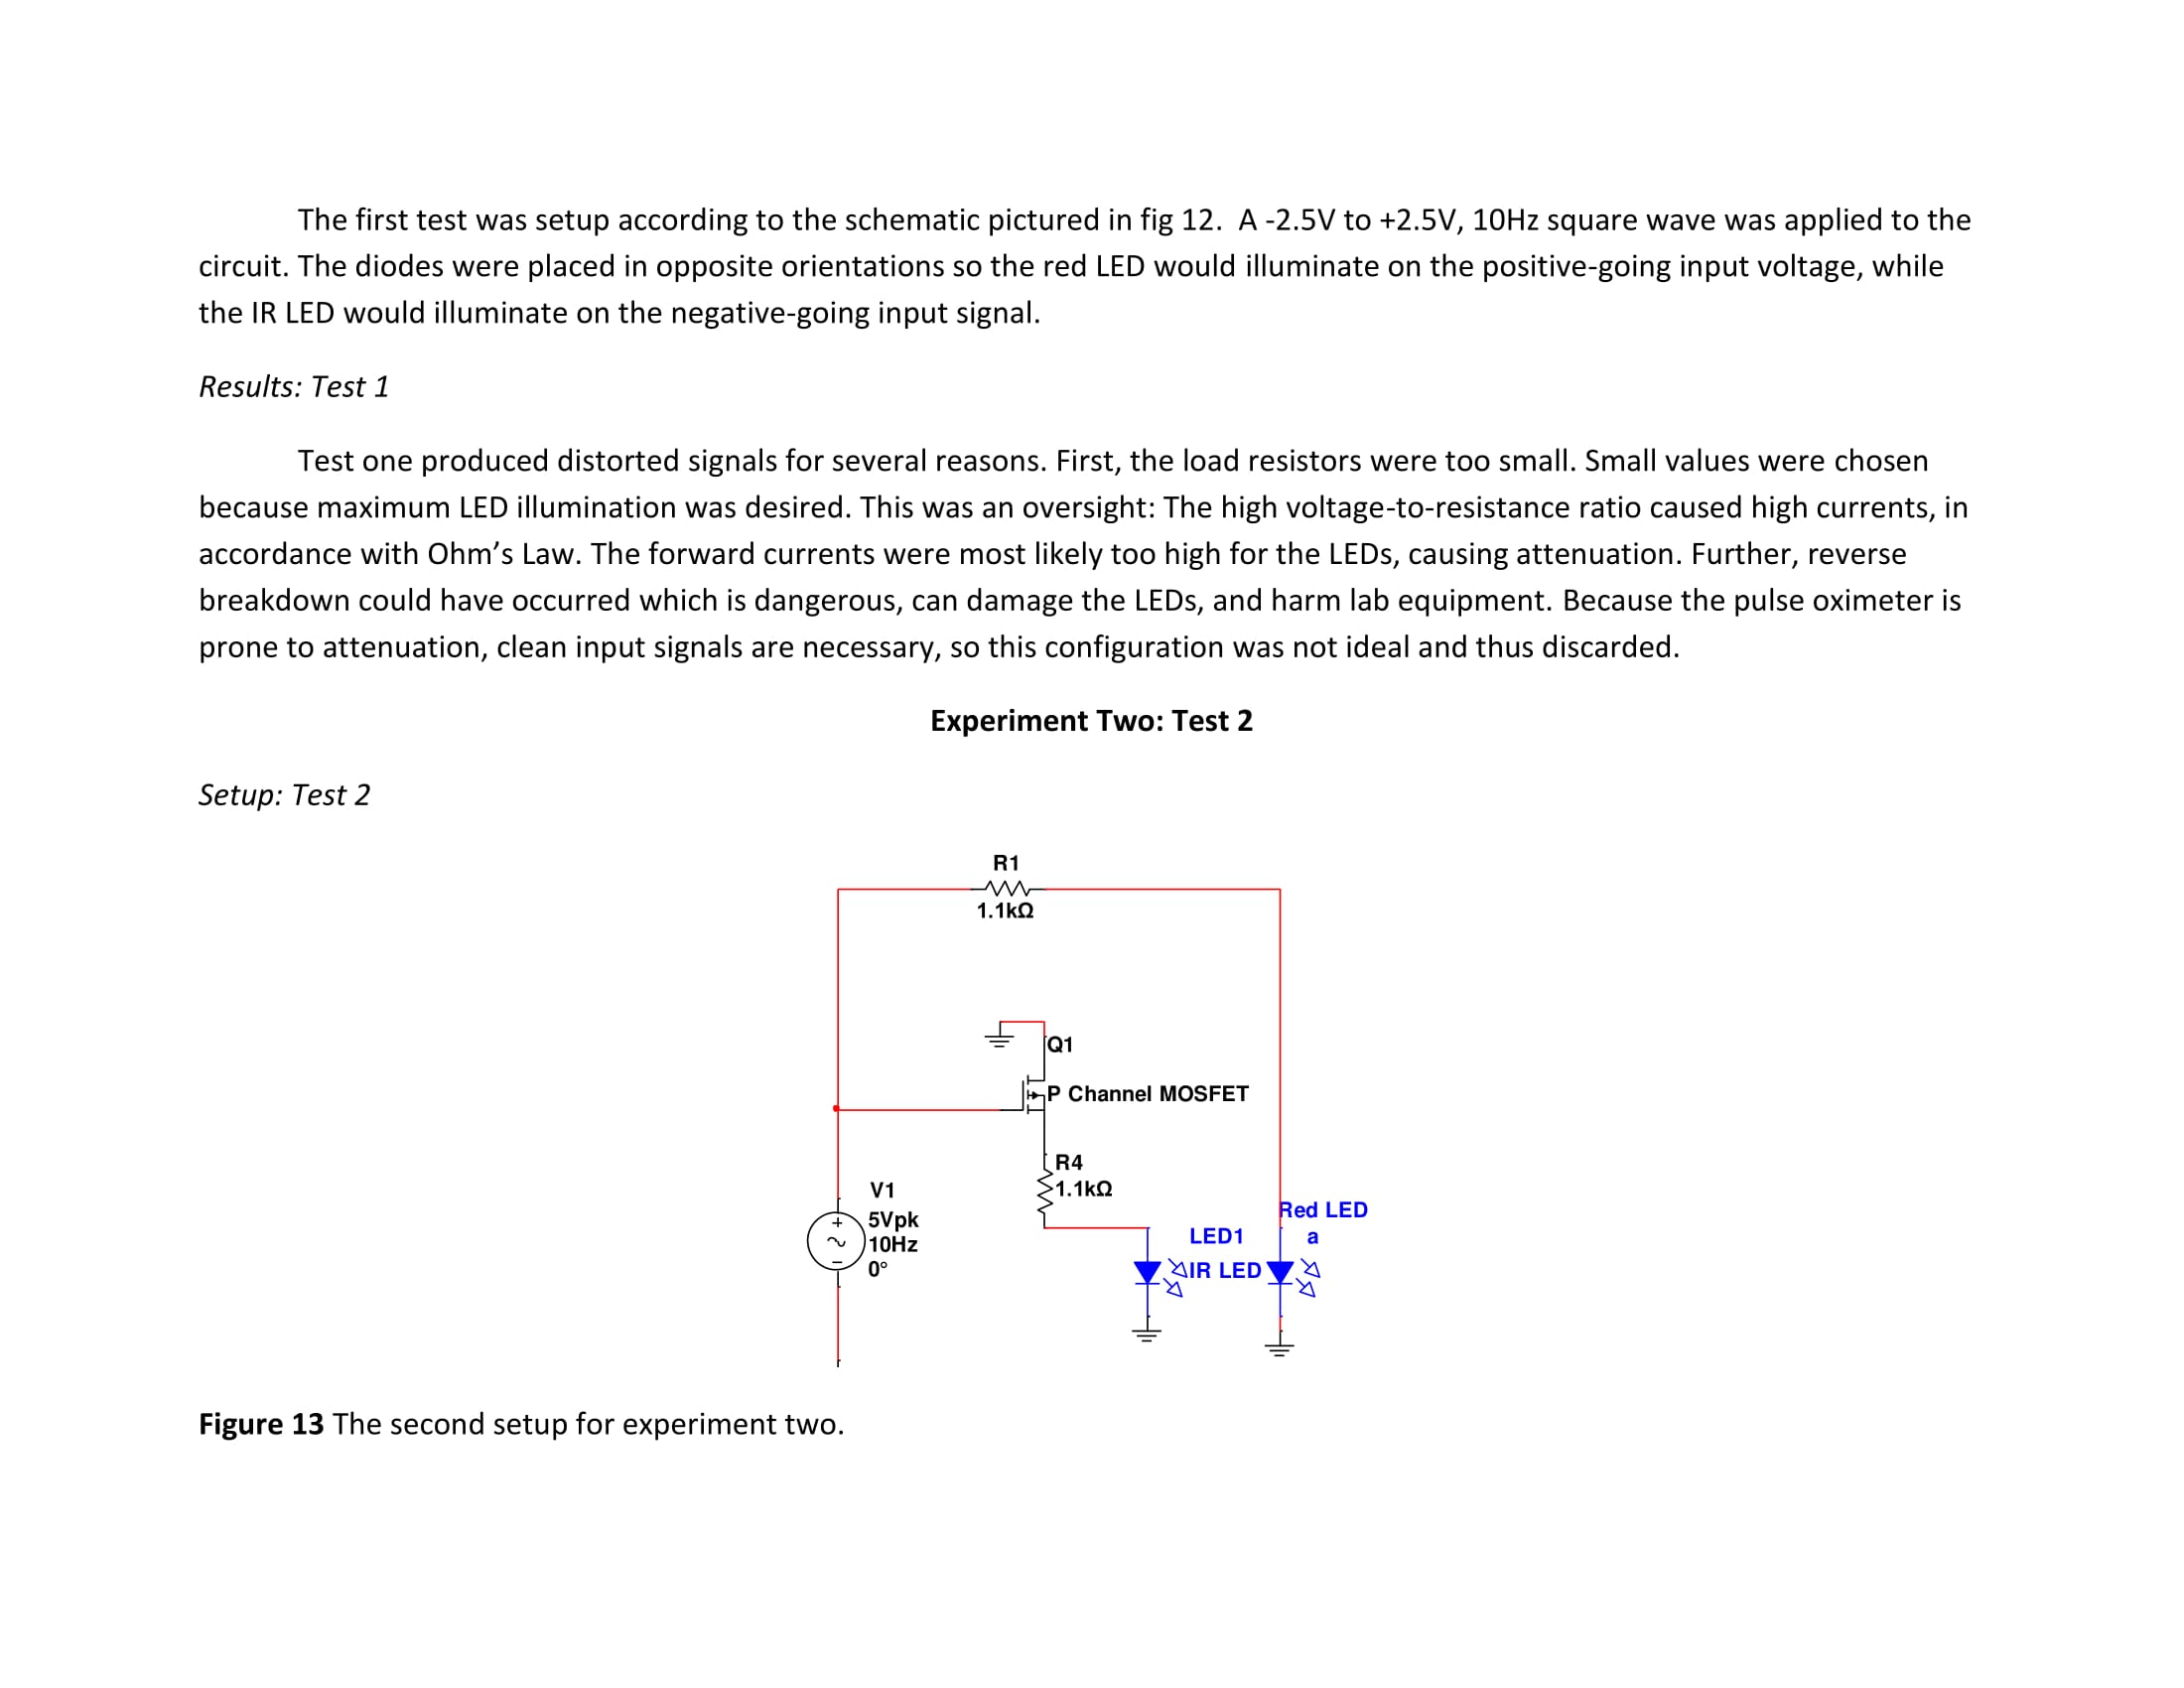 The first test was setup according to the schematic pictured in fig 12.  A -2.5V to +2.5V, 10Hz square wave was applied to the
circuit. The diodes were placed in opposite orientations so the red LED would illuminate on the positive-going input voltage, while
the IR LED would illuminate on the negative-going input signal.
Results: Test 1
Test one produced distorted signals for several reasons. First, the load resistors were too small. Small values were chosen
because maximum LED illumination was desired. This was an oversight: The high voltage-to-resistance ratio caused high currents, in
accordance with Ohm’s Law. The forward currents were most likely too high for the LEDs, causing attenuation. Further, reverse
breakdown could have occurred which is dangerous, can damage the LEDs, and harm lab equipment. Because the pulse oximeter is
prone to attenuation, clean input signals are necessary, so this configuration was not ideal and thus discarded.
Experiment Two: Test 2
Setup: Test 2
R1
1.1kΩ
Q1
P Channel MOSFET
R4
1.1kΩ
V1
5Vpk
10Hz
0°
Red LED
LED1
a
IR LED
Figure 13 The second setup for experiment two.